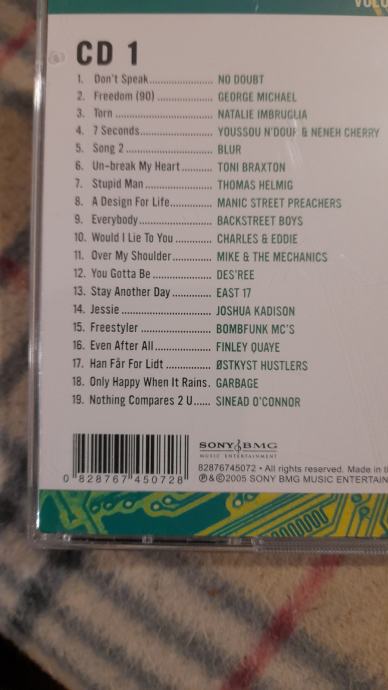 CD 1
1. Don't Speak................... NO DOUBT
2. Freedom (90) ................ GEORGE MICHAEL
3. Torn ............................. NATALIE IMBRUGLIA
4. 7 Seconds..................... YOUSSOU N'DOUR & NENEH CHERRY
5. Song 2.......................... BLUR
6. Un-break My Heart.......... TONI BRAXTON
7. Stupid Man .................... THOMAS HELMIG
8. A Design For Life............. MANIC STREET PREACHERS
9. Everybody...................... BACKSTREET BOYS
10. Would I Lie To You ........... CHARLES & EDDIE
11. Over My Shoulder ............ MIKE & THE MECHANICS
12. You Gotta Be .................. DES'REE
13. Stay Another Day ............ EAST 17
14. Jessie ........................... JOSHUA KADISON
15. Freestyler ...................... BOMBFUNK MC'S
16. Even After All.................. FINLEY QUAYE
17. Han Får For Lidt .............. ØSTKYST HUSTLERS
18. Only Happy When It Rains. GARBAGE
19. Nothing Compares 2 U...... SINEAD O'CONNOR
SONY BMG
MUSIC ENTERTAINMENT
82876745072 • All rights reserved. Made in
℗&©2005 SONY BMG MUSIC
0 828767 450728